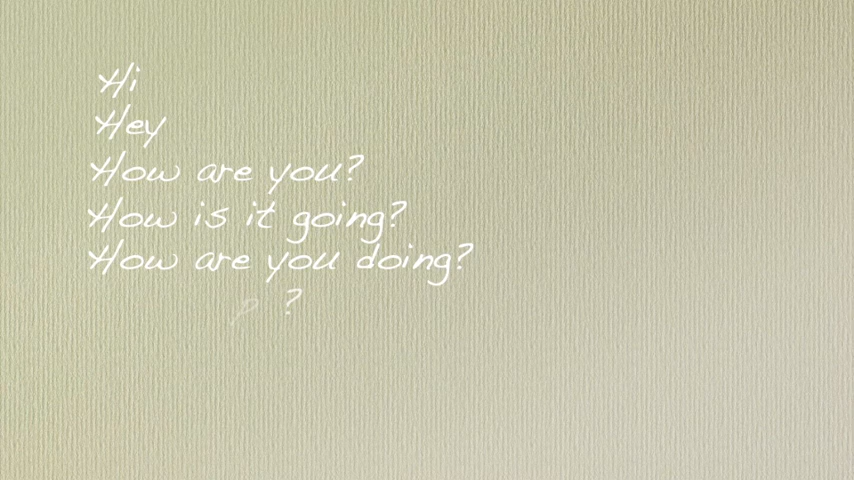 Hi
Hey
How are you?
How is it going?
How are you doing?
p ?